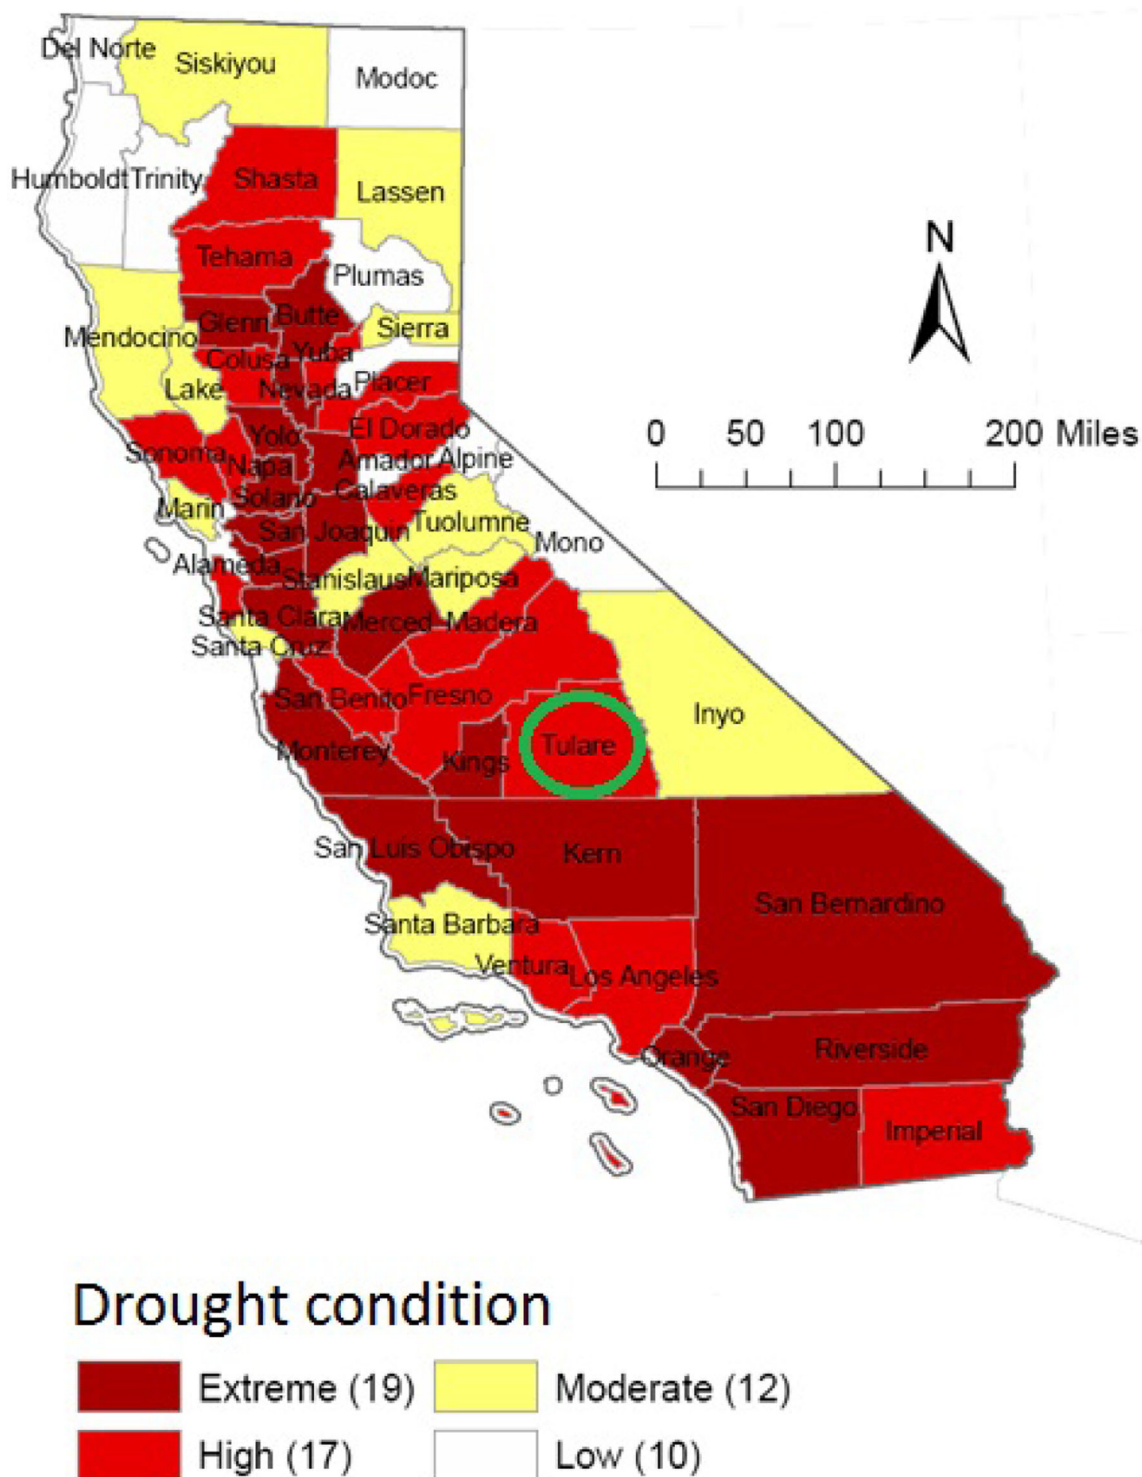 Del Norte
Siskiyou
Modoc
Humboldt
Trinity
Shasta
Lassen
N
Tehama
Plumas
Glenn
Butte
Sierra
Mendocino
Yuba
Colusa
Lake
Nevada
Placer
0 50 100 200 Miles
El Dorado
Yolo
Sonoma
Napa
Amador
Alpine
Solano
Calaveras
Marin
Tuolumne
San Joaquin
Mono
Alameda
Stanislaus
Mariposa
Santa Clara
Merced
Madera
Santa Cruz
San Benito
Fresno
Inyo
Tulare
Monterey
Kings
San Luis Obispo
Kern
San Bernardino
Santa Barbara
Ventura
Los Angeles
Orange
Riverside
San Diego
Imperial
Drought condition
Extreme (19)
Moderate (12)
High (17)
Low (10)